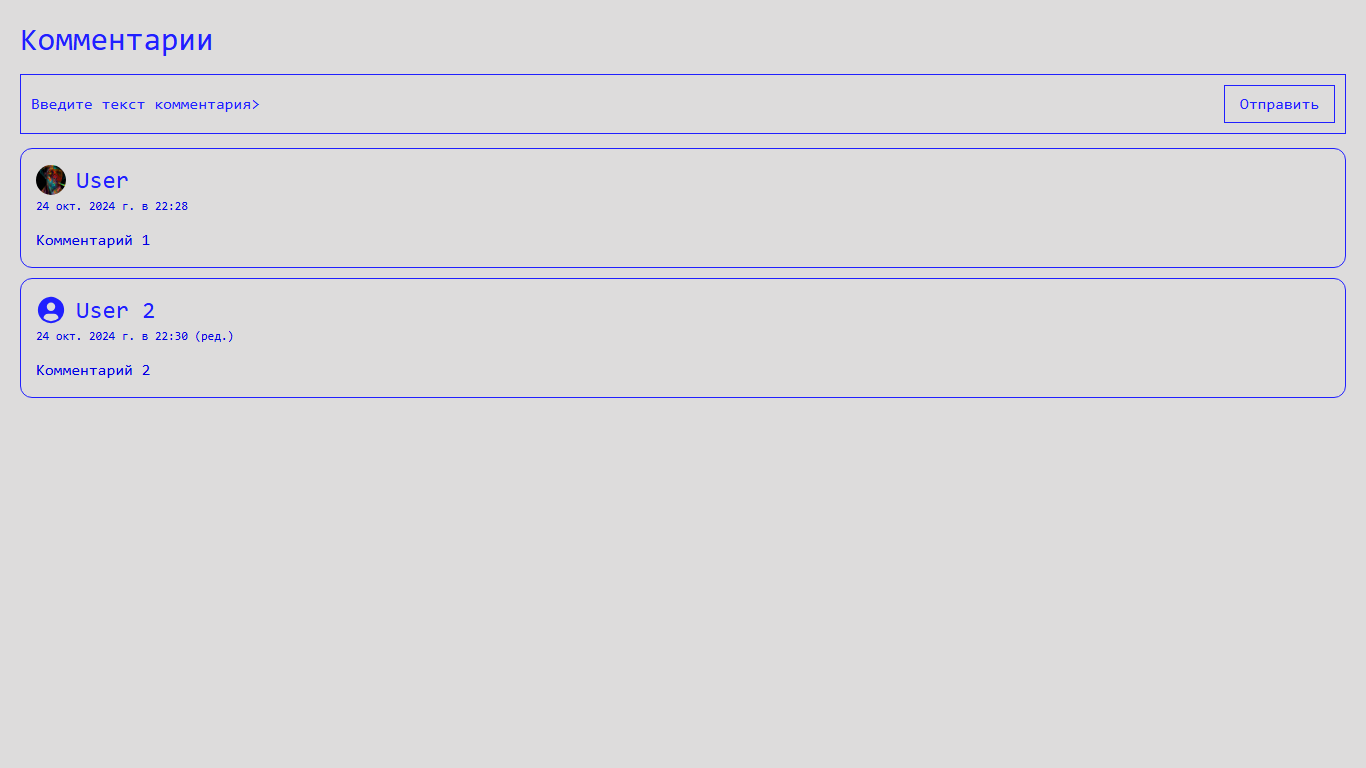 Комментарии
Введите текст комментария>
Отправить
User
24 окт. 2024 г. в 22:28
Комментарий 1
User 2
24 окт. 2024 г. в 22:30 (ред.)
Комментарий 2